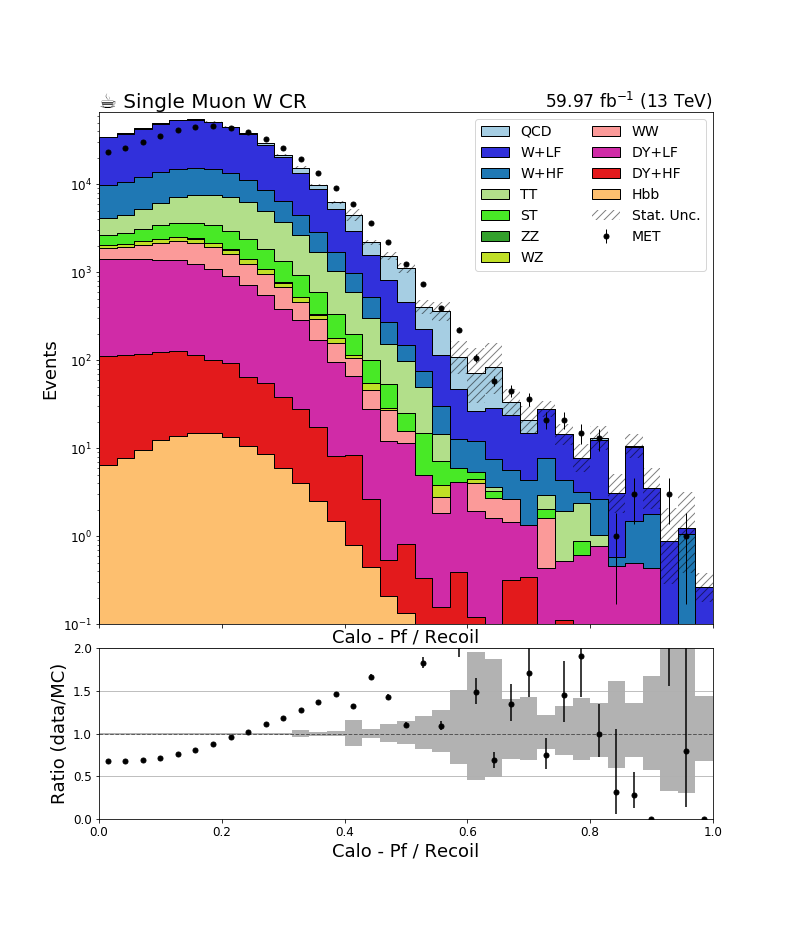 ☕ Single Muon W CR 59.97 fb⁻¹ (13 TeV)
QCD WW
W+LF DY+LF
W+HF DY+HF
TT Hbb
ST Stat. Unc.
ZZ MET
WZ
Events
10⁴
10³
10²
10¹
10⁰
10⁻¹
Calo - Pf / Recoil
Ratio (data/MC)
2.0
1.5
1.0
0.5
0.0
0.0 0.2 0.4 0.6 0.8 1.0
Calo - Pf / Recoil